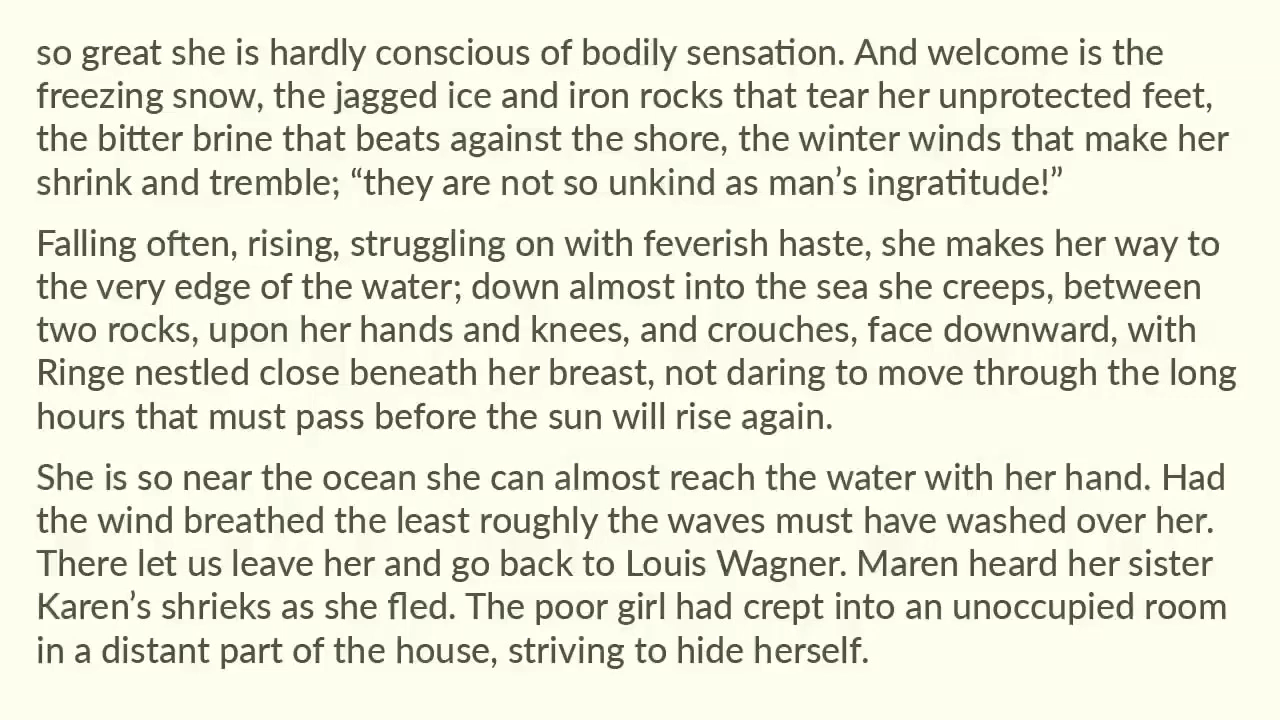 so great she is hardly conscious of bodily sensation. And welcome is the
freezing snow, the jagged ice and iron rocks that tear her unprotected feet,
the bitter brine that beats against the shore, the winter winds that make her
shrink and tremble; “they are not so unkind as man’s ingratitude!”
Falling often, rising, struggling on with feverish haste, she makes her way to
the very edge of the water; down almost into the sea she creeps, between
two rocks, upon her hands and knees, and crouches, face downward, with
Ringe nestled close beneath her breast, not daring to move through the long
hours that must pass before the sun will rise again.
She is so near the ocean she can almost reach the water with her hand. Had
the wind breathed the least roughly the waves must have washed over her.
There let us leave her and go back to Louis Wagner. Maren heard her sister
Karen’s shrieks as she fled. The poor girl had crept into an unoccupied room
in a distant part of the house, striving to hide herself.